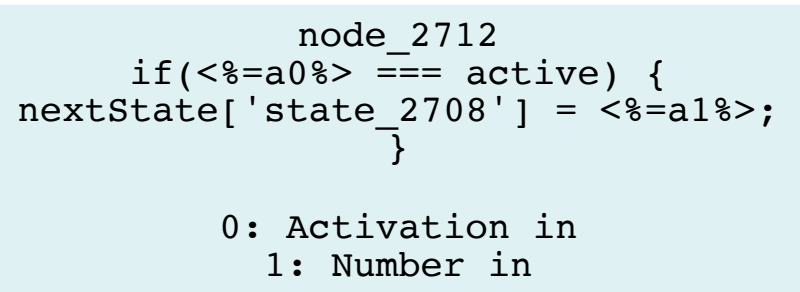 node_2712
if(<%=a0%> === active) {
nextState['state_2708'] = <%=a1%>;
}
0: Activation in
1: Number in